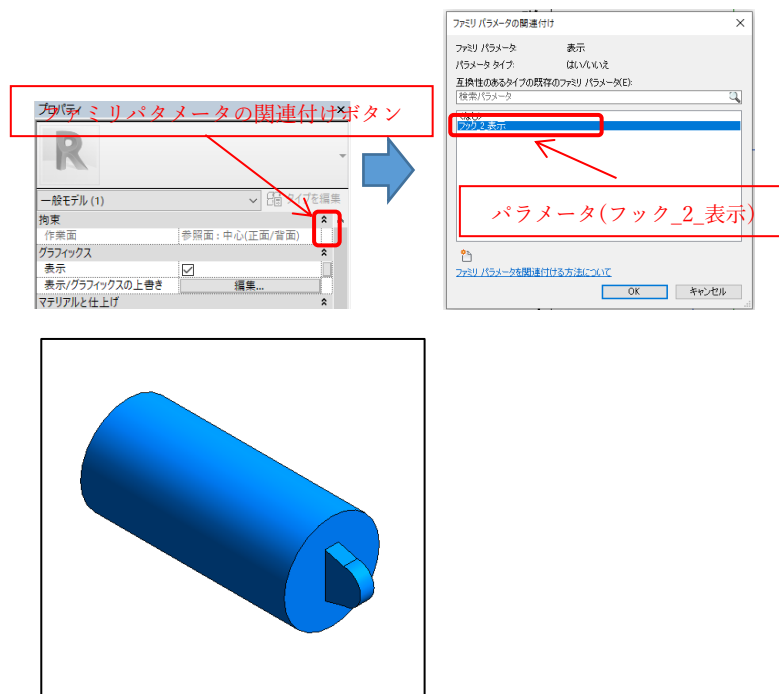 ファミリ パラメータの関連付け
ファミリ パラメータ: 表示
パラメータ タイプ: はい/いいえ
互換性のあるタイプの既存のファミリ パラメータ(E):
検索パラメータ
<なし>
フック_2_表示
パラメータ(フック_2_表示)
ファミリ パラメータを関連付ける方法について
OK キャンセル
プロパティ
ファミリパタメータの関連付けボタン
R
一般モデル (1) タイプを編集
拘束
作業面 参照面 : 中心(正面/背面)
グラフィックス
表示
表示/グラフィックスの上書き 編集...
マテリアルと仕上げ